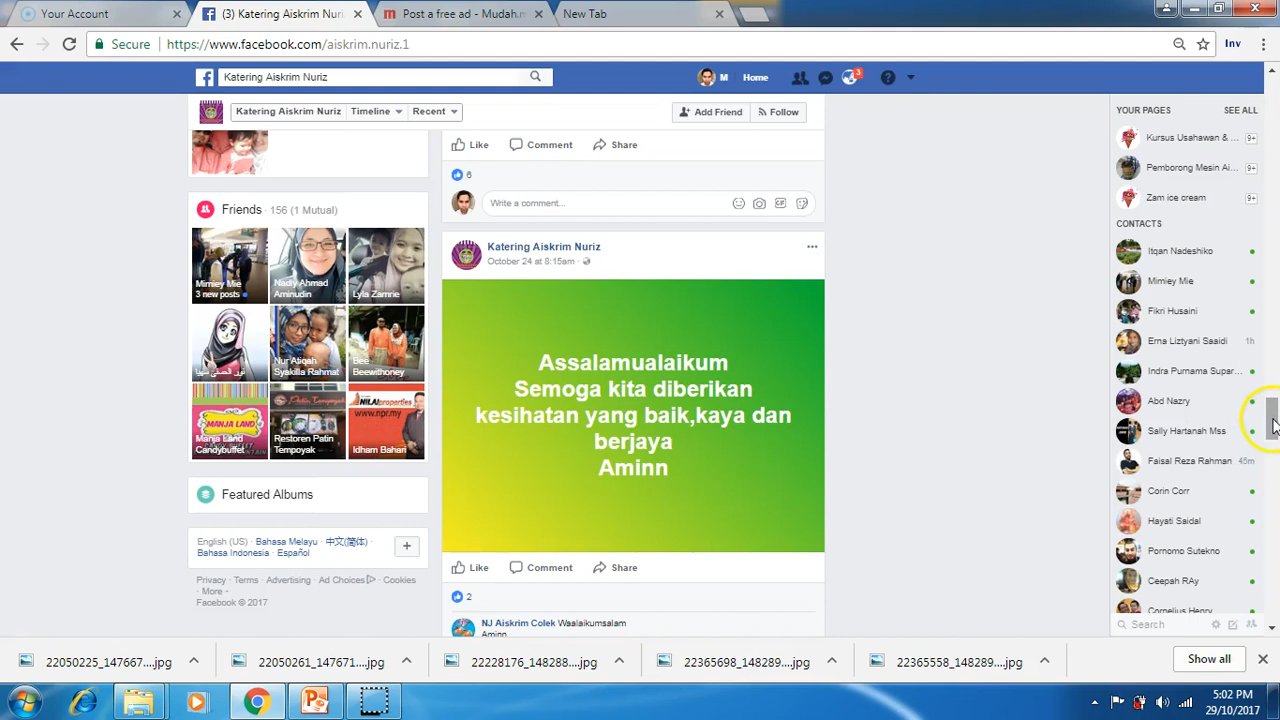 Your Account
(3) Katering Aiskrim Nuri
Post a free ad - Mudah.m
New Tab
Secure
https://www.facebook.com/aiskrim.nuriz.1
Inv
Katering Aiskrim Nuriz
M
Home
3
Katering Aiskrim Nuriz
Timeline
Recent
Add Friend
Follow
Like
Comment
Share
6
Write a comment...
Friends · 156 (1 Mutual)
Mimiey Mie
3 new posts
Nadiy Ahmad
Aminudin
Lyla Zamrie
Nur Atiqah
Syakilla Rahmat
Bee
Beewithoney
MANJA LAND
Manja Land
Candybuffet
Restoren Patin
Tempoyak
NILAIproperties
www.npr.my
Idham Bahari
Featured Albums
English (US) · Bahasa Melayu · 中文(简体) ·
Bahasa Indonesia · Español
Privacy · Terms · Advertising · Ad Choices · Cookies
· More
Facebook © 2017
Katering Aiskrim Nuriz
October 24 at 8:15am
Assalamualaikum
Semoga kita diberikan
kesihatan yang baik,kaya dan
berjaya
Aminn
Like
Comment
Share
2
NJ Aiskrim Colek Waalaikumsalam
Aminn
YOUR PAGES
SEE ALL
Kursus Usahawan & ...
9+
Pemborong Mesin Ai...
9+
Zam ice cream
9+
CONTACTS
Itqan Nadeshiko
Mimiey Mie
Fikri Husaini
Erna Liztyani Saaidi
1h
Indra Purnama Supar...
Abd Nazry
Sally Hartanah Mss
Faisal Reza Rahman
45m
Corin Corr
Hayati Saidal
Pornomo Sutekno
Ceepah RAy
Cornelius Henry
Search
22050225_147667....jpg
22050261_147671....jpg
22228176_148288....jpg
22365698_148289....jpg
22365558_148289....jpg
Show all
5:02 PM
29/10/2017